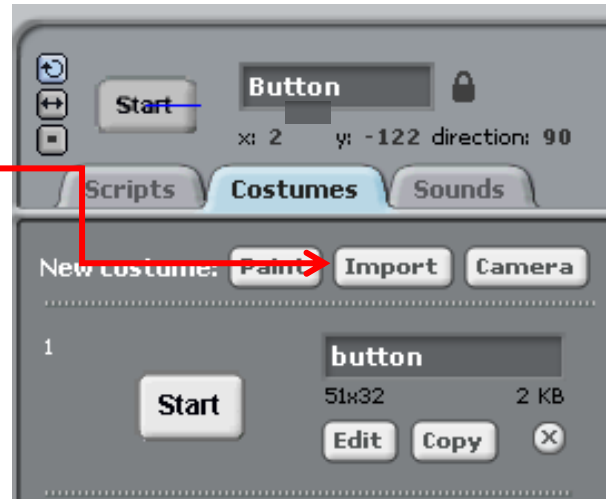 Start
Button
x: 2 y: -122 direction: 90
Scripts Costumes Sounds
New costume: Paint Import Camera
1
Start
button
51x32 2 KB
Edit Copy